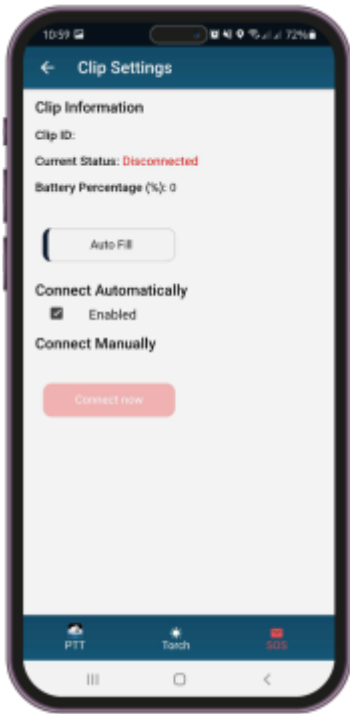 10:59 72%
Clip Settings
Clip Information
Clip ID:
Current Status: Disconnected
Battery Percentage (%): 0
Auto Fill
Connect Automatically
Enabled
Connect Manually
Connect now
PTT Torch SOS